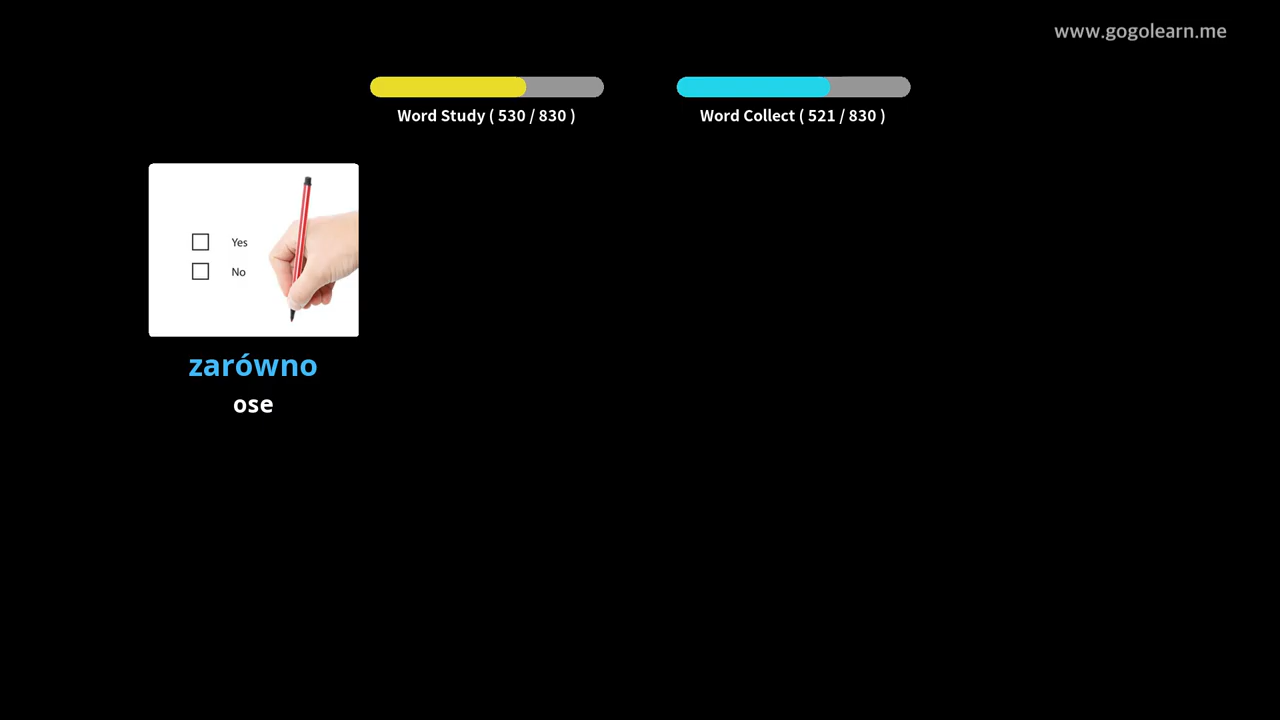 www.gogolearn.me
Word Study ( 530 / 830 )
Word Collect ( 521 / 830 )
Yes
No
zarówno
ose